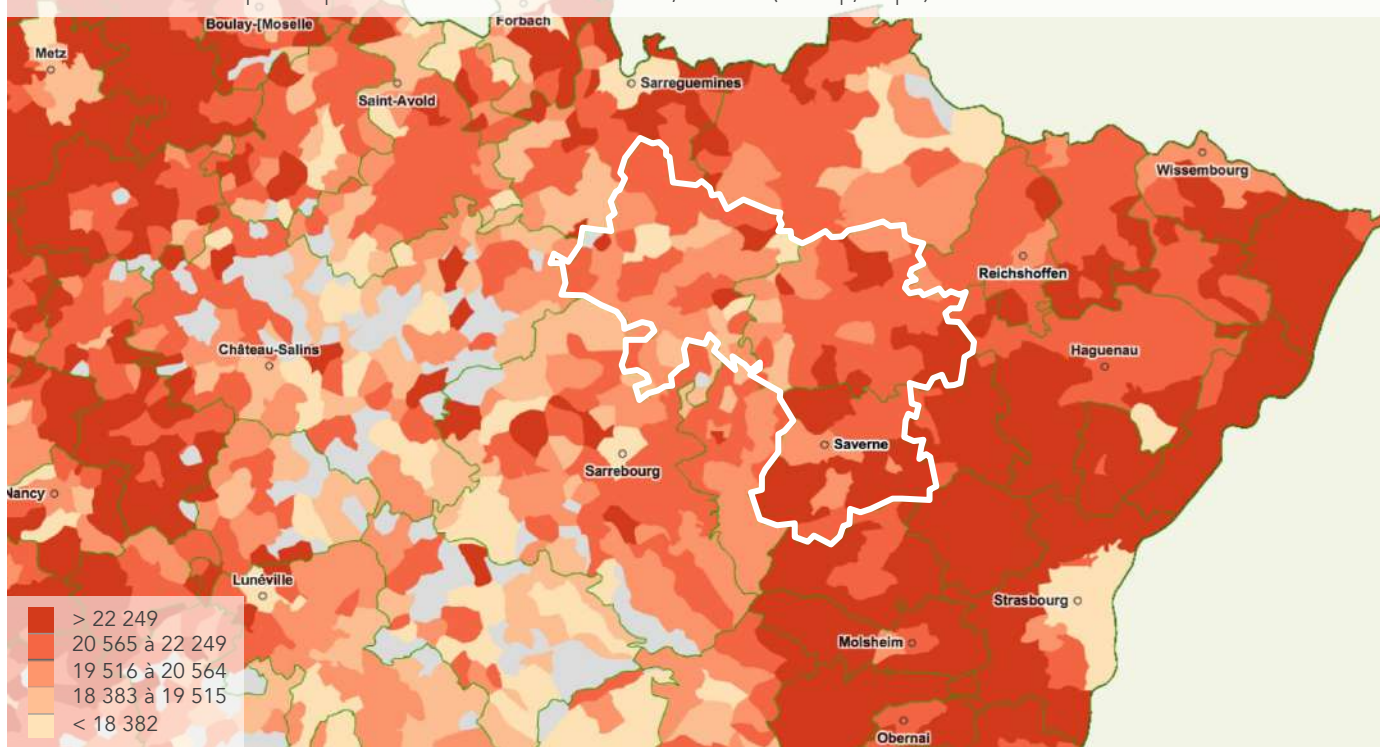 Boulay-[Moselle
Forbach
Metz
Saint-Avold
Sarreguemines
Wissembourg
Reichshoffen
Château-Salins
Haguenau
Saverne
Sarrebourg
Nancy
Lunéville
Strasbourg
Molsheim
Obernai
> 22 249
20 565 à 22 249
19 516 à 20 564
18 383 à 19 515
< 18 382